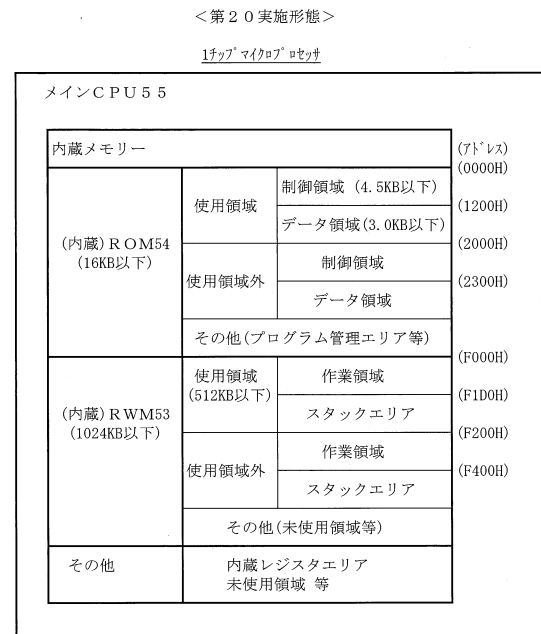 ＜第２０実施形態＞
1ﾁｯﾌﾟﾏｲｸﾛﾌﾟﾛｾｯｻ
メインＣＰＵ５５
内蔵メモリー
(ｱﾄﾞﾚｽ)
(0000H)
(内蔵)ＲＯＭ54
(16KB以下)
使用領域
制御領域 (4.5KB以下)
(1200H)
データ領域(3.0KB以下)
(2000H)
使用領域外
制御領域
(2300H)
データ領域
その他(プログラム管理エリア等)
(F000H)
(内蔵)ＲＷＭ53
(1024KB以下)
使用領域
(512KB以下)
作業領域
(F1D0H)
スタックエリア
(F200H)
使用領域外
作業領域
(F400H)
スタックエリア
その他(未使用領域等)
その他
内蔵レジスタエリア
未使用領域 等